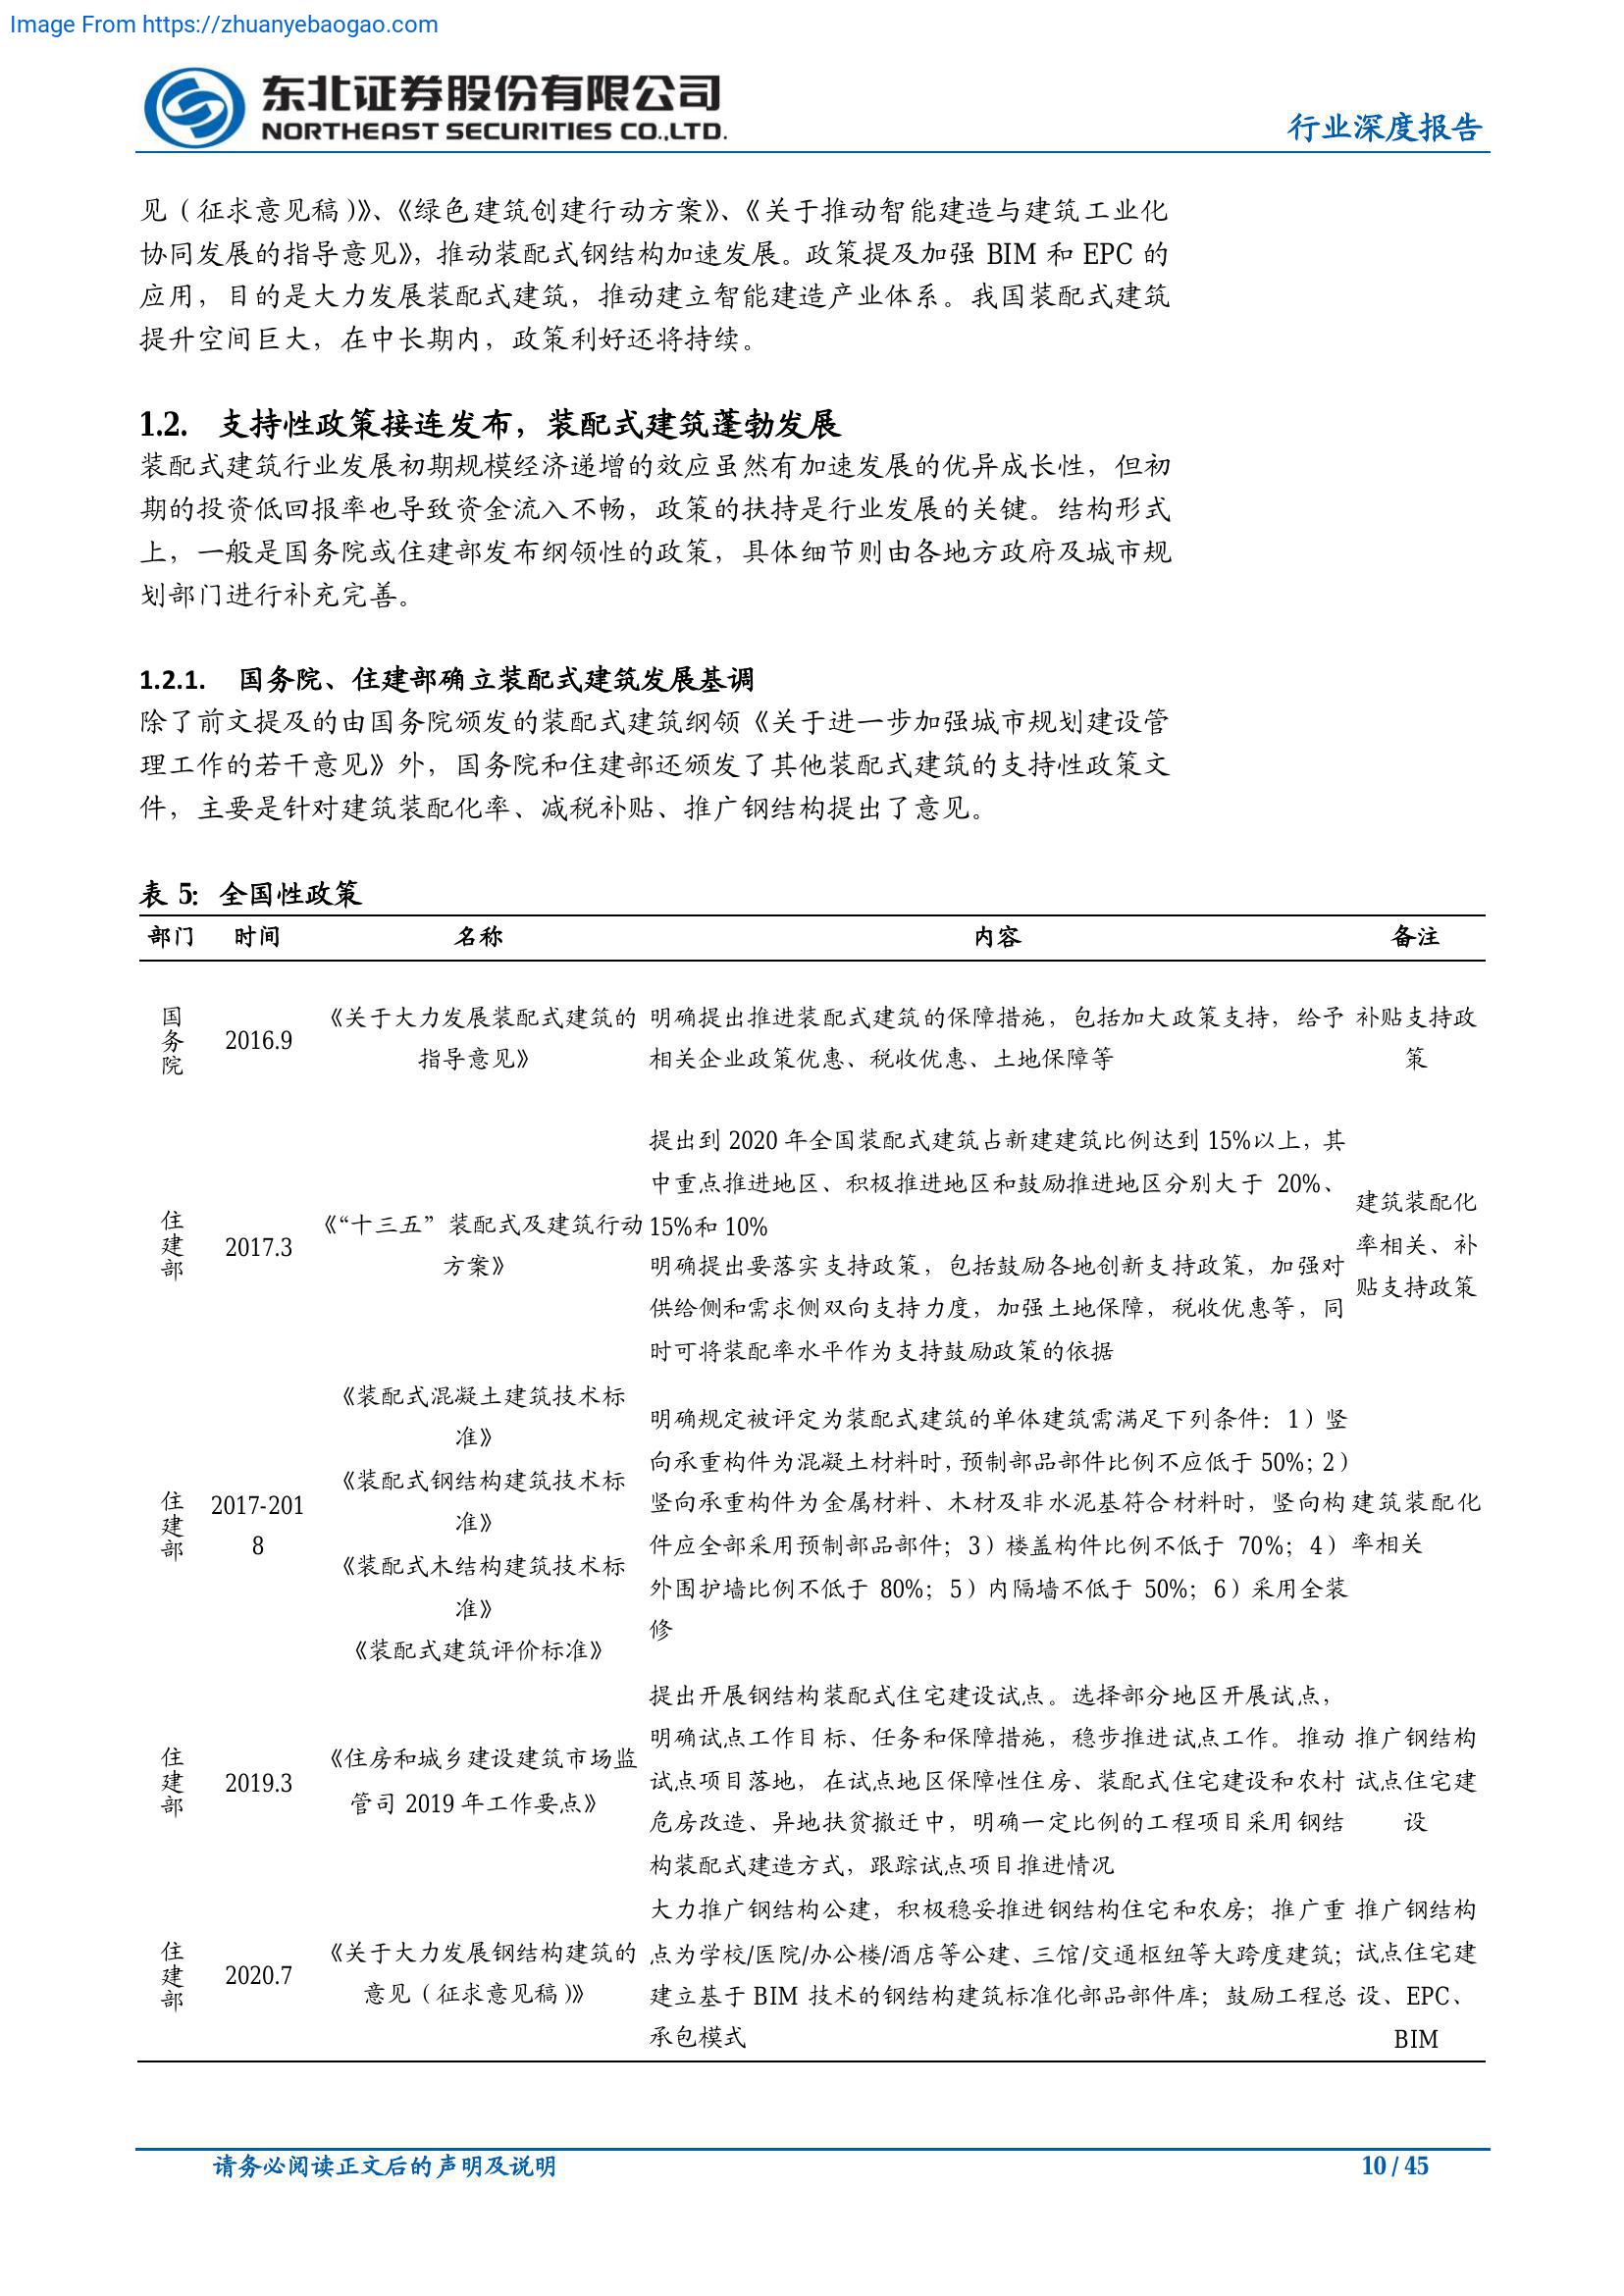 Image From https://zhuanyebaogao.com
东北证券股份有限公司
NORTHEAST SECURITIES CO.,LTD.
行业深度报告
见（征求意见稿）》、《绿色建筑创建行动方案》、《关于推动智能建造与建筑工业化
协同发展的指导意见》，推动装配式钢结构加速发展。政策提及加强 BIM 和 EPC 的
应用，目的是大力发展装配式建筑，推动建立智能建造产业体系。我国装配式建筑
提升空间巨大，在中长期内，政策利好还将持续。
1.2. 支持性政策接连发布，装配式建筑蓬勃发展
装配式建筑行业发展初期规模经济递增的效应虽然有加速发展的优异成长性，但初
期的投资低回报率也导致资金流入不畅，政策的扶持是行业发展的关键。结构形式
上，一般是国务院或住建部发布纲领性的政策，具体细节则由各地方政府及城市规
划部门进行补充完善。
1.2.1. 国务院、住建部确立装配式建筑发展基调
除了前文提及的由国务院颁发的装配式建筑纲领《关于进一步加强城市规划建设管
理工作的若干意见》外，国务院和住建部还颁发了其他装配式建筑的支持性政策文
件，主要是针对建筑装配化率、减税补贴、推广钢结构提出了意见。
表 5: 全国性政策
部门 时间 名称 内容 备注
国务院
2016.9
《关于大力发展装配式建筑的
指导意见》
明确提出推进装配式建筑的保障措施，包括加大政策支持，给予
相关企业政策优惠、税收优惠、土地保障等
补贴支持政
策
住建部
2017.3
《“十三五”装配式及建筑行动
方案》
提出到 2020 年全国装配式建筑占新建建筑比例达到 15%以上，其
中重点推进地区、积极推进地区和鼓励推进地区分别大于 20%、
15%和 10%
明确提出要落实支持政策，包括鼓励各地创新支持政策，加强对
供给侧和需求侧双向支持力度，加强土地保障，税收优惠等，同
时可将装配率水平作为支持鼓励政策的依据
建筑装配化
率相关、补
贴支持政策
住建部
2017-201
8
《装配式混凝土建筑技术标
准》
《装配式钢结构建筑技术标
准》
《装配式木结构建筑技术标
准》
《装配式建筑评价标准》
明确规定被评定为装配式建筑的单体建筑需满足下列条件：1）竖
向承重构件为混凝土材料时，预制部品部件比例不应低于 50%；2）
竖向承重构件为金属材料、木材及非水泥基符合材料时，竖向构
件应全部采用预制部品部件；3）楼盖构件比例不低于 70%；4）
外围护墙比例不低于 80%；5）内隔墙不低于 50%；6）采用全装
修
建筑装配化
率相关
住建部
2019.3
《住房和城乡建设建筑市场监
管司 2019 年工作要点》
提出开展钢结构装配式住宅建设试点。选择部分地区开展试点，
明确试点工作目标、任务和保障措施，稳步推进试点工作。推动
试点项目落地，在试点地区保障性住房、装配式住宅建设和农村
危房改造、异地扶贫撤迁中，明确一定比例的工程项目采用钢结
构装配式建造方式，跟踪试点项目推进情况
推广钢结构
试点住宅建
设
住建部
2020.7
《关于大力发展钢结构建筑的
意见（征求意见稿）》
大力推广钢结构公建，积极稳妥推进钢结构住宅和农房；推广重
点为学校/医院/办公楼/酒店等公建、三馆/交通枢纽等大跨度建筑；
建立基于 BIM 技术的钢结构建筑标准化部品部件库；鼓励工程总
承包模式
推广钢结构
试点住宅建
设、EPC、
BIM
请务必阅读正文后的声明及说明
10 / 45